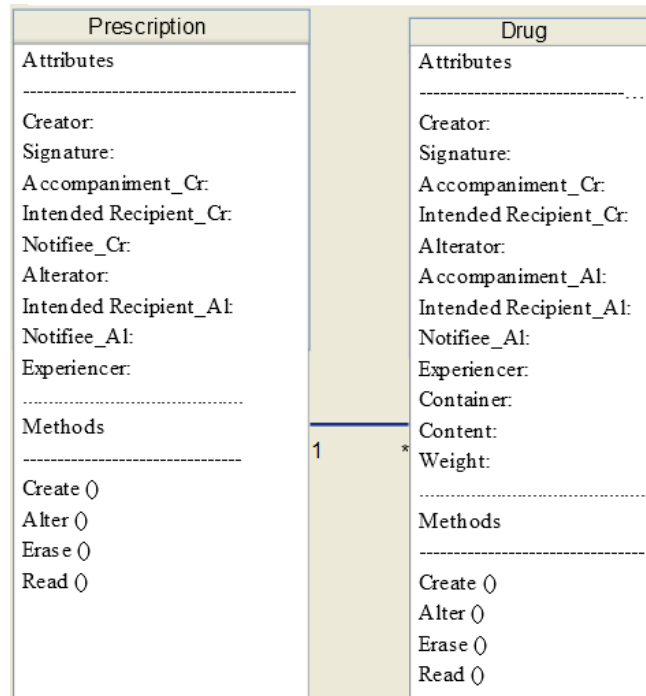 Prescription
Attributes
----------------------------------------
Creator:
Signature:
Accompaniment_Cr:
Intended Recipient_Cr:
Notifiee_Cr:
Alterator:
Intended Recipient_Al:
Notifiee_Al:
Experiencer:
............................................
Methods
--------------------------------
Create ()
Alter ()
Erase ()
Read ()
1
*
Drug
Attributes
------------------------------...
Creator:
Signature:
Accompaniment_Cr:
Intended Recipient_Cr:
Alterator:
Accompaniment_Al:
Intended Recipient_Al:
Notifiee_Al:
Experiencer:
Container:
Content:
Weight:
..............................................
Methods
---------------------------------
Create ()
Alter ()
Erase ()
Read ()